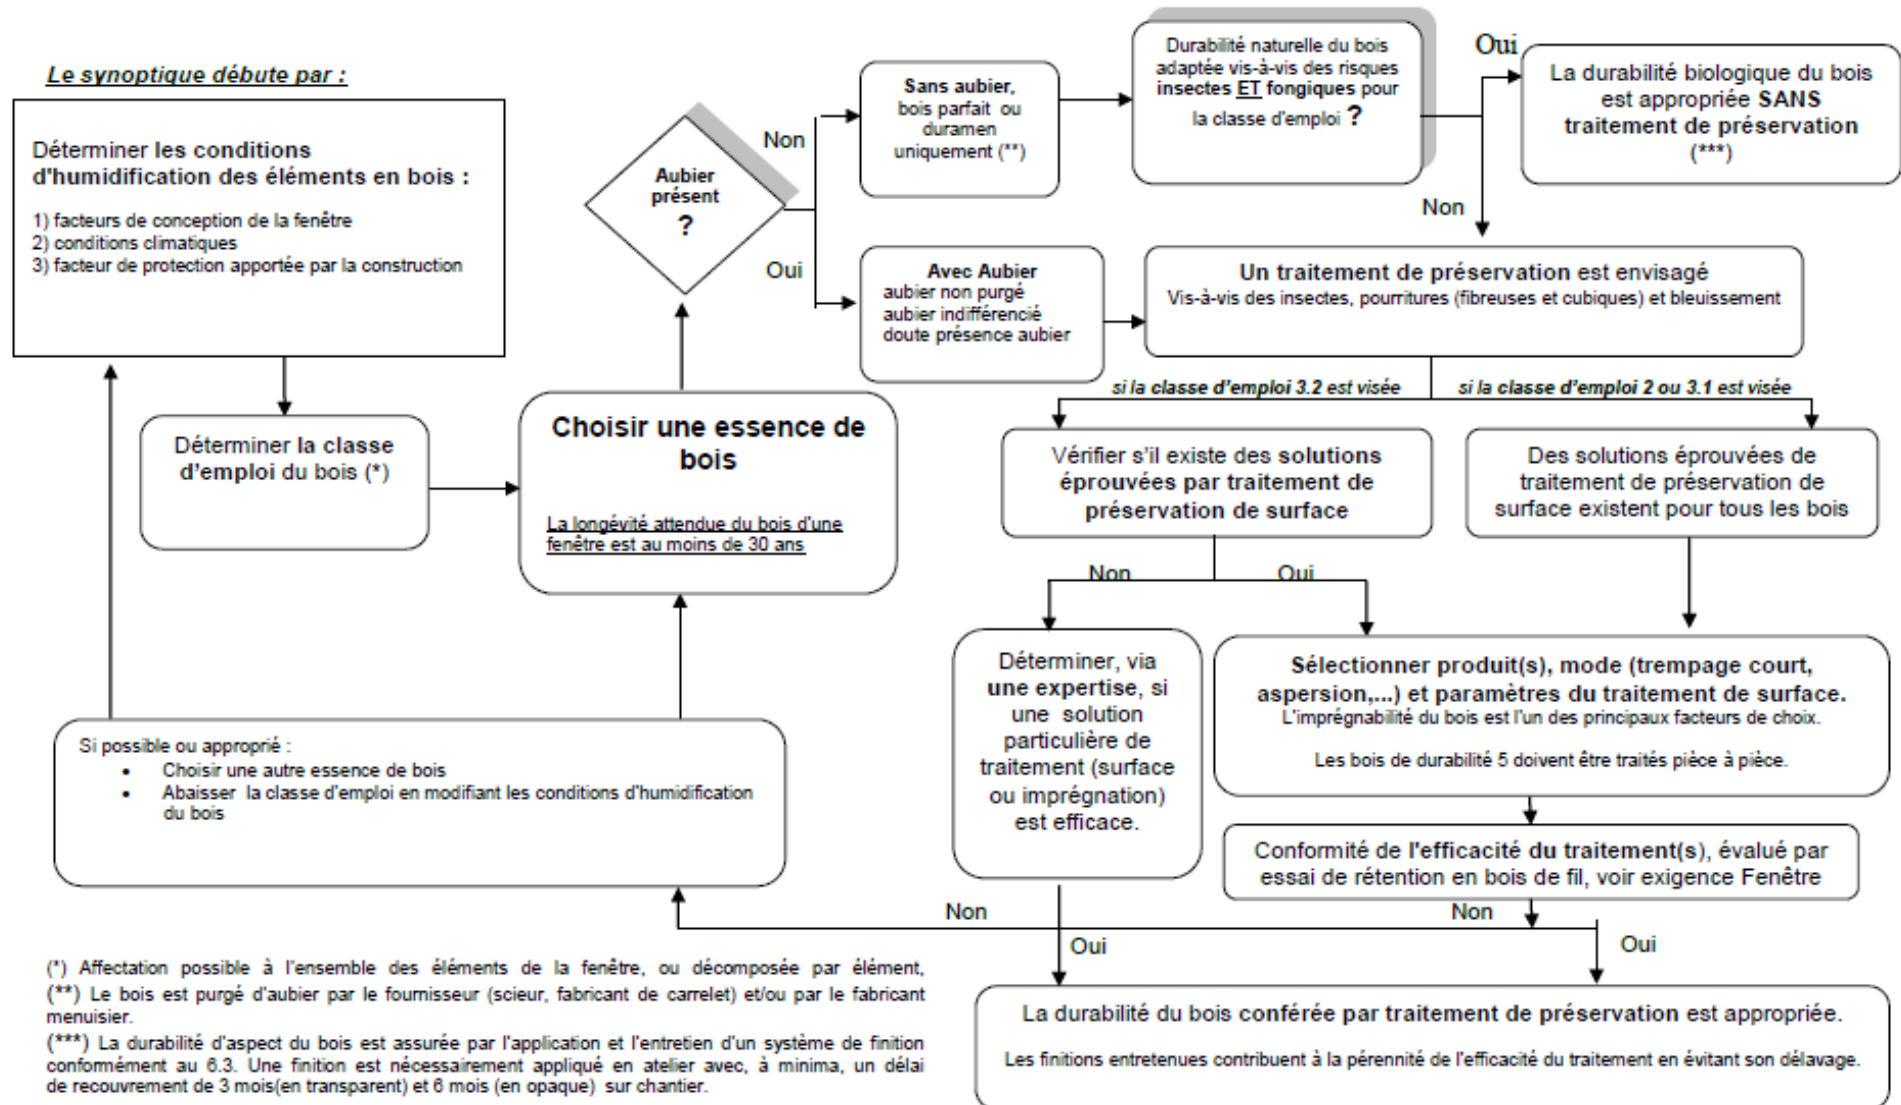 Le synoptique débute par :
Déterminer les conditions
d'humidification des éléments en bois :
1) facteurs de conception de la fenêtre
2) conditions climatiques
3) facteur de protection apportée par la construction
Déterminer la classe
d'emploi du bois (*)
Choisir une essence de
bois
La longévité attendue du bois d'une
fenêtre est au moins de 30 ans
Aubier
présent
?
Non
Oui
Sans aubier,
bois parfait ou
duramen
uniquement (**)
Avec Aubier
aubier non purgé
aubier indifférencié
doute présence aubier
Durabilité naturelle du bois
adaptée vis-à-vis des risques
insectes ET fongiques pour
la classe d'emploi ?
Oui
Non
La durabilité biologique du bois
est appropriée SANS
traitement de préservation
(***)
Un traitement de préservation est envisagé
Vis-à-vis des insectes, pourritures (fibreuses et cubiques) et bleuissement
si la classe d'emploi 3.2 est visée
si la classe d'emploi 2 ou 3.1 est visée
Vérifier s'il existe des solutions
éprouvées par traitement de
préservation de surface
Des solutions éprouvées de
traitement de préservation de
surface existent pour tous les bois
Non
Oui
Déterminer, via
une expertise, si
une solution
particulière de
traitement (surface
ou imprégnation)
est efficace.
Sélectionner produit(s), mode (trempage court,
aspersion,...) et paramètres du traitement de surface.
L'imprégnabilité du bois est l'un des principaux facteurs de choix.
Les bois de durabilité 5 doivent être traités pièce à pièce.
Conformité de l'efficacité du traitement(s), évalué par
essai de rétention en bois de fil, voir exigence Fenêtre
Si possible ou approprié :
• Choisir une autre essence de bois
• Abaisser la classe d'emploi en modifiant les conditions d'humidification
du bois
Non
Non
Oui
Oui
La durabilité du bois conférée par traitement de préservation est appropriée.
Les finitions entretenues contribuent à la pérennité de l'efficacité du traitement en évitant son délavage.
(*) Affectation possible à l'ensemble des éléments de la fenêtre, ou décomposée par élément,
(**) Le bois est purgé d'aubier par le fournisseur (scieur, fabricant de carrelet) et/ou par le fabricant
menuisier.
(***) La durabilité d'aspect du bois est assurée par l'application et l'entretien d'un système de finition
conformément au 6.3. Une finition est nécessairement appliqué en atelier avec, à minima, un délai
de recouvrement de 3 mois(en transparent) et 6 mois (en opaque) sur chantier.